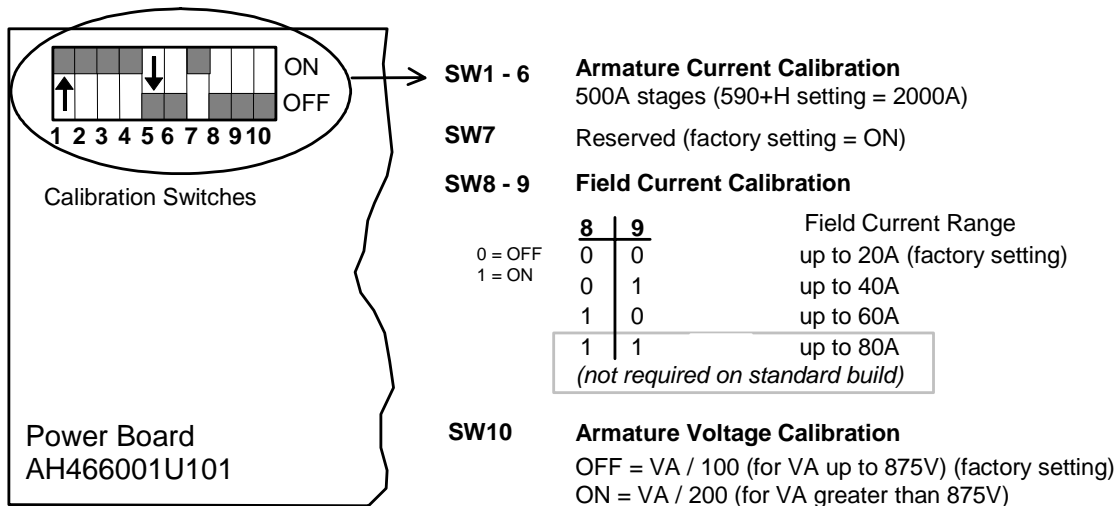 ON
OFF
1 2 3 4 5 6 7 8 9 10
Calibration Switches
Power Board
AH466001U101
SW1 - 6 Armature Current Calibration
500A stages (590+H setting = 2000A)
SW7 Reserved (factory setting = ON)
SW8 - 9 Field Current Calibration
8 9 Field Current Range
0 = OFF
1 = ON
0 0 up to 20A (factory setting)
0 1 up to 40A
1 0 up to 60A
1 1 up to 80A
(not required on standard build)
SW10 Armature Voltage Calibration
OFF = VA / 100 (for VA up to 875V) (factory setting)
ON = VA / 200 (for VA greater than 875V)